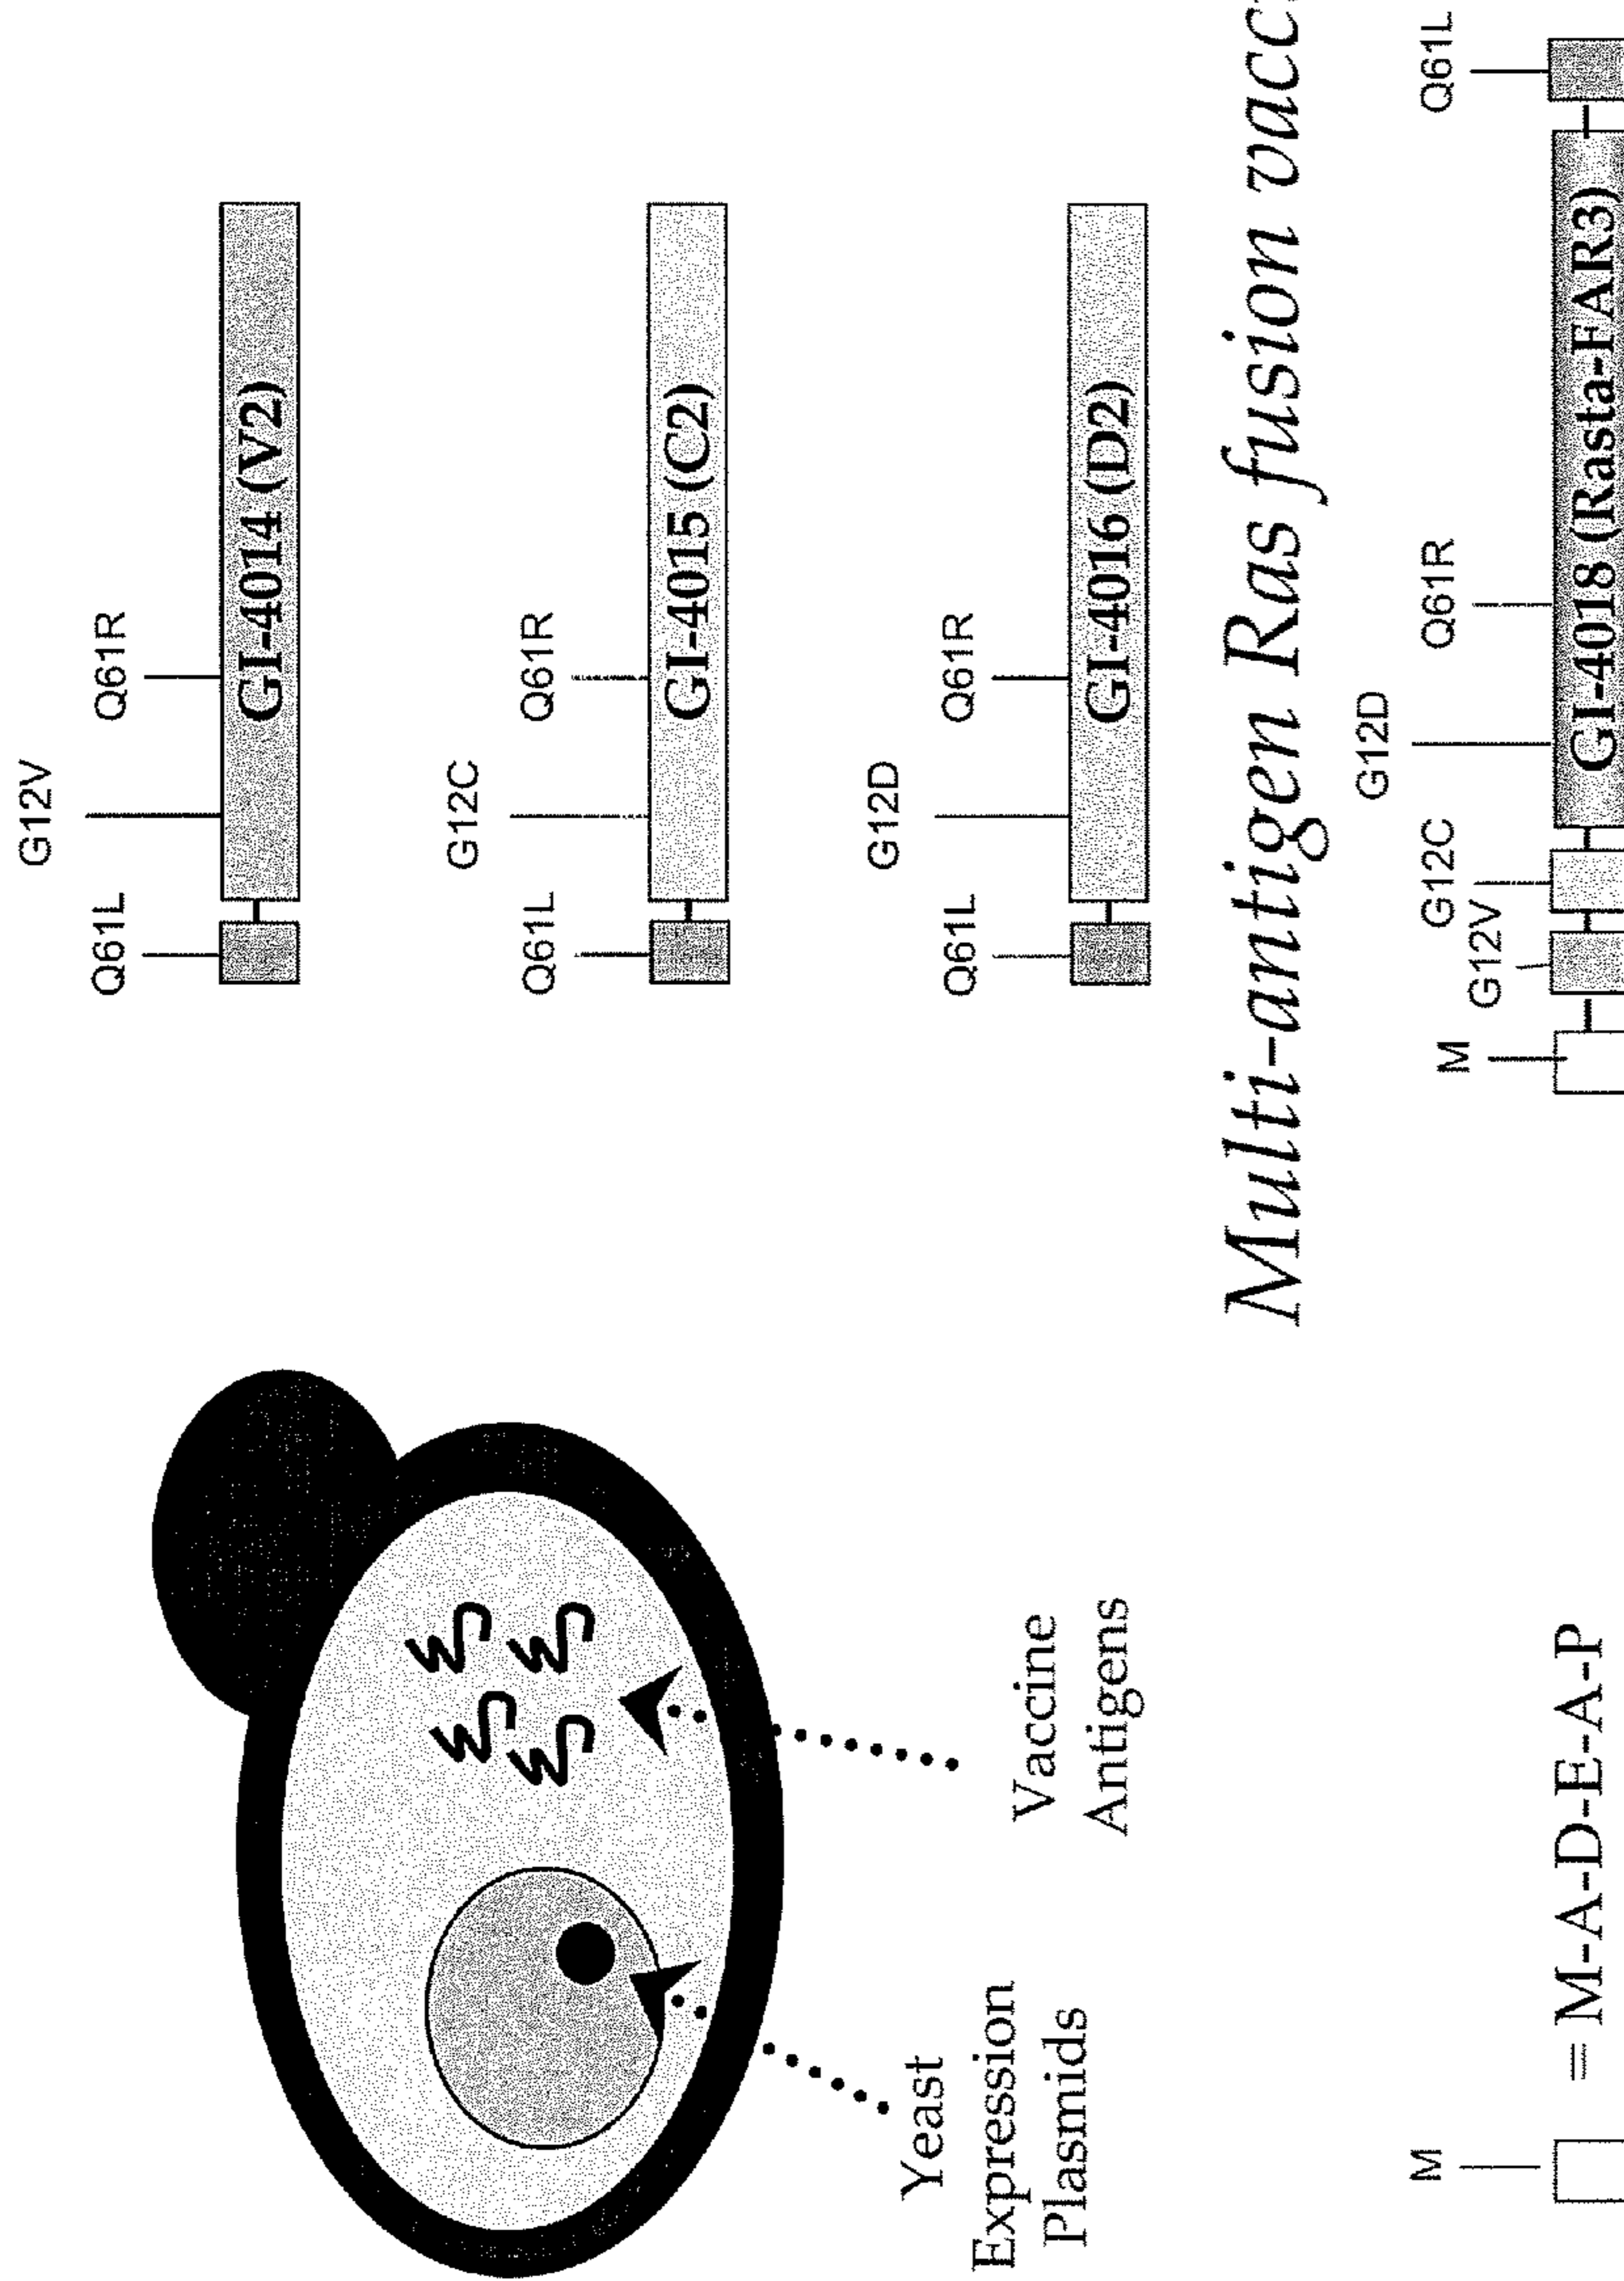 G12V
Q61L
Q61R
GI-4014 (V2)
G12C
Q61L
Q61R
GI-4015 (C2)
G12D
Q61L
Q61R
GI-4016 (D2)
Yeast
Expression
Plasmids
Vaccine
Antigens
Multi-antigen Ras fusion
M
= M-A-D-E-A-P
M
G12V
G12C
G12D
Q61R
Q61L
GI-4018 (Rasta-FAR3)